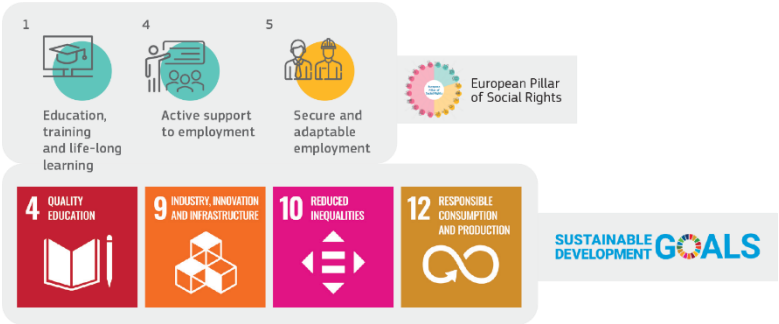 1
4
5
Education,
training
and life-long
learning
Active support
to employment
Secure and
adaptable
employment
European Pillar
of Social Rights
4 QUALITY
EDUCATION
9 INDUSTRY, INNOVATION
AND INFRASTRUCTURE
10 REDUCED
INEQUALITIES
12 RESPONSIBLE
CONSUMPTION
AND PRODUCTION
SUSTAINABLE
DEVELOPMENT
GOALS